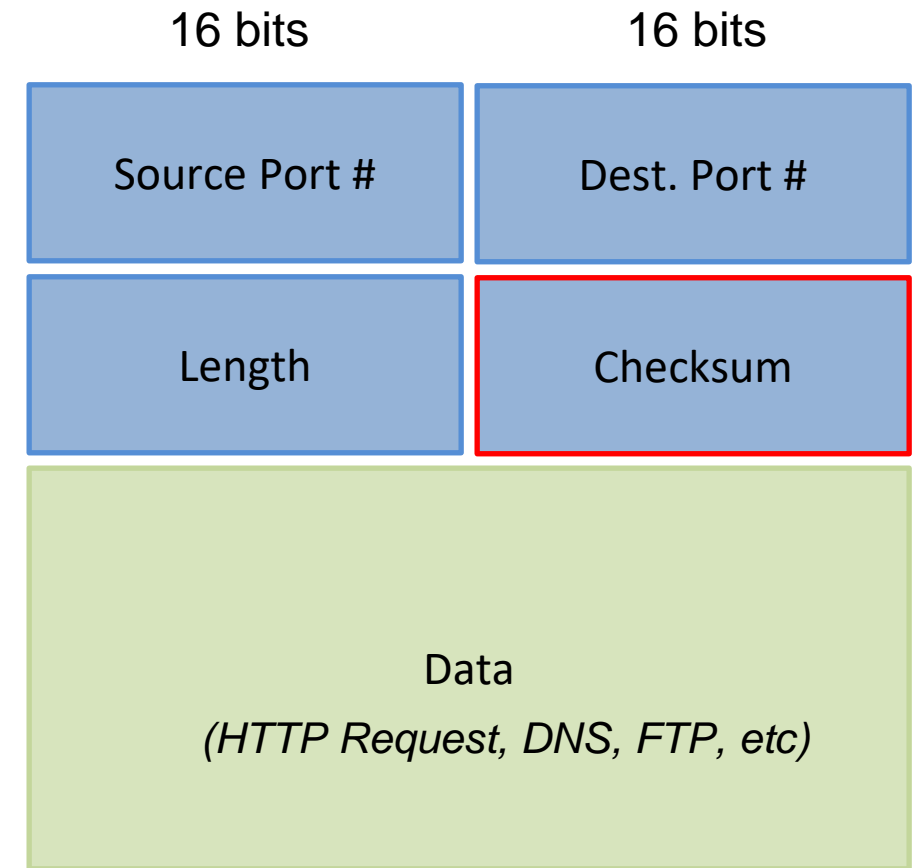 16 bits 16 bits
Source Port # Dest. Port #
Length Checksum
Data
(HTTP Request, DNS, FTP, etc)